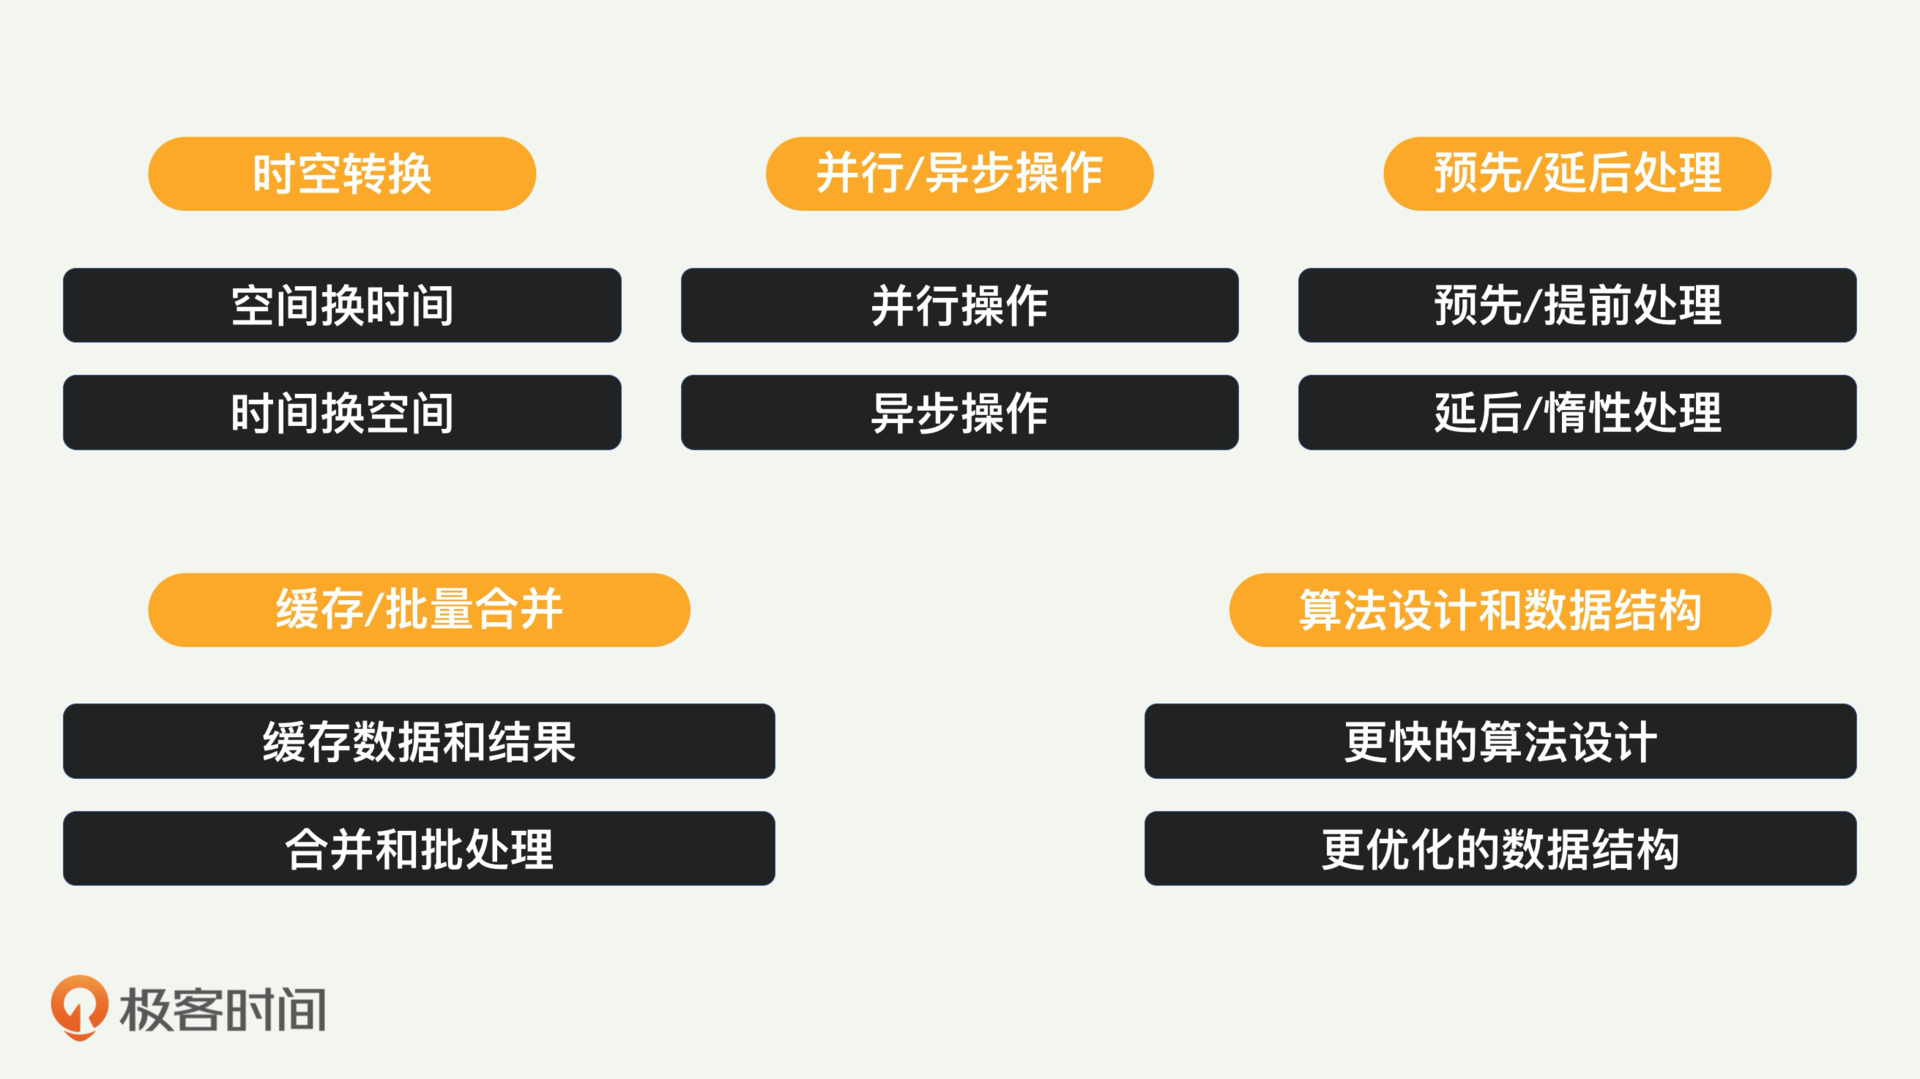 时空转换
并行/异步操作
预先/延后处理
空间换时间
并行操作
预先/提前处理
时间换空间
异步操作
延后/惰性处理
缓存/批量合并
算法设计和数据结构
缓存数据和结果
更快的算法设计
合并和批处理
更优化的数据结构
极客时间